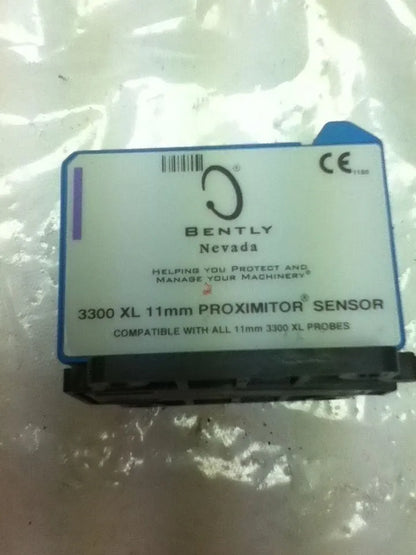 CE
BENTLY
Nevada
HELPING YOU PROTECT AND
MANAGE YOUR MACHINERY®
3300 XL 11mm PROXIMITOR® SENSOR
COMPATIBLE WITH ALL 11mm 3300 XL PROBES